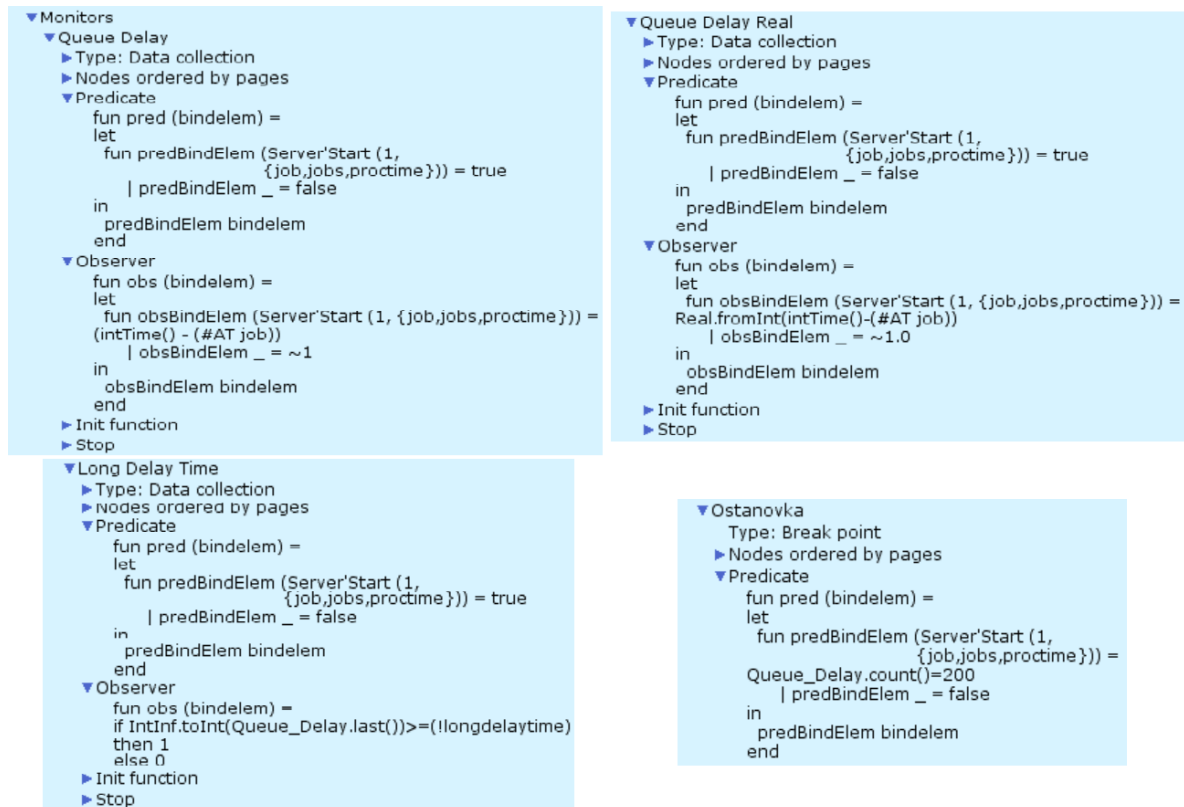 Monitors
Queue Delay
Type: Data collection
Nodes ordered by pages
Predicate
fun pred (bindelem) =
let
fun predBindElem (Server'Start (1,
{job,jobs,proctime})) = true
| predBindElem _ = false
in
predBindElem bindelem
end
Observer
fun obs (bindelem) =
let
fun obsBindElem (Server'Start (1, {job,jobs,proctime})) =
(intTime() - (#AT job))
| obsBindElem _ = ~1
in
obsBindElem bindelem
end
Init function
Stop
Queue Delay Real
Type: Data collection
Nodes ordered by pages
Predicate
fun pred (bindelem) =
let
fun predBindElem (Server'Start (1,
{job,jobs,proctime})) = true
| predBindElem _ = false
in
predBindElem bindelem
end
Observer
fun obs (bindelem) =
let
fun obsBindElem (Server'Start (1, {job,jobs,proctime})) =
Real.fromInt(intTime()-(#AT job))
| obsBindElem _ = ~1.0
in
obsBindElem bindelem
end
Init function
Stop
Long Delay Time
Type: Data collection
Nodes ordered by pages
Predicate
fun pred (bindelem) =
let
fun predBindElem (Server'Start (1,
{job,jobs,proctime})) = true
| predBindElem _ = false
in
predBindElem bindelem
end
Observer
fun obs (bindelem) =
if IntInf.toInt(Queue_Delay.last())>=(!longdelaytime)
then 1
else 0
Init function
Stop
Ostanovka
Type: Break point
Nodes ordered by pages
Predicate
fun pred (bindelem) =
let
fun predBindElem (Server'Start (1,
{job,jobs,proctime})) =
Queue_Delay.count()=200
| predBindElem _ = false
in
predBindElem bindelem
end